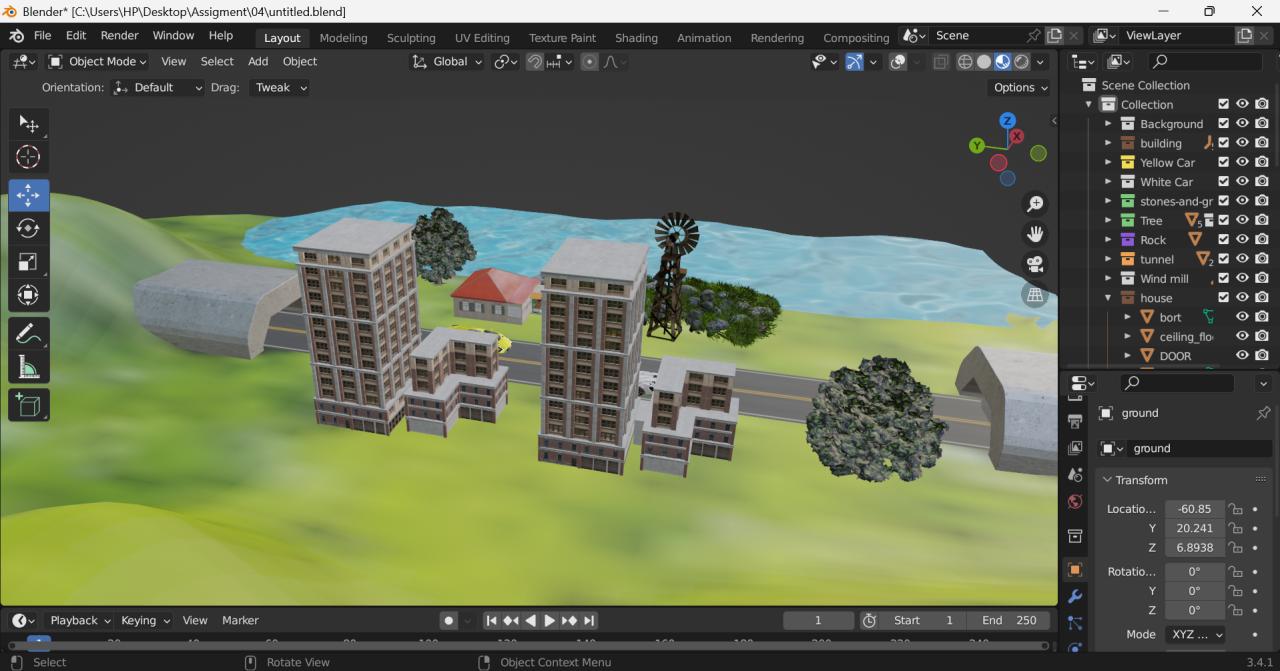 Blender* [C:\Users\HP\Desktop\Assigment\04\untitled.blend]
File Edit Render Window Help Layout Modeling Sculpting UV Editing Texture Paint Shading Animation Rendering Compositing Scene ViewLayer
Object Mode View Select Add Object Global
Orientation: Default Drag: Tweak Options
Z
X
Y
Scene Collection
Collection
Background
building
Yellow Car
White Car
stones-and-gr
Tree 5
Rock
tunnel 2
Wind mill
house
bort
ceiling_flo
DOOR
ground
ground
Transform
Locatio... -60.85
Y 20.241
Z 6.8938
Rotatio... 0°
Y 0°
Z 0°
Mode XYZ ...
Playback Keying View Marker 1 Start 1 End 250
1
Select Rotate View Object Context Menu 3.4.1